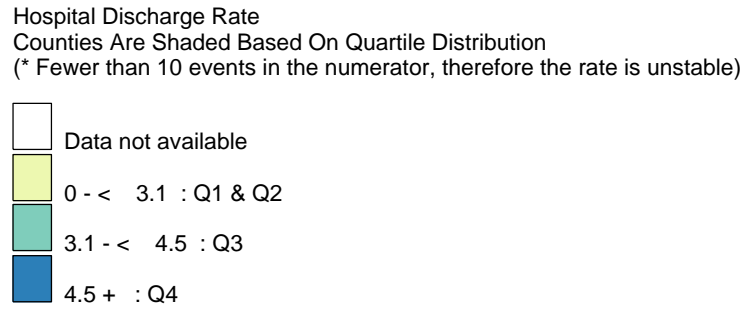 Hospital Discharge Rate
Counties Are Shaded Based On Quartile Distribution
(* Fewer than 10 events in the numerator, therefore the rate is unstable)
Data not available
0 - < 3.1 : Q1 & Q2
3.1 - < 4.5 : Q3
4.5 + : Q4